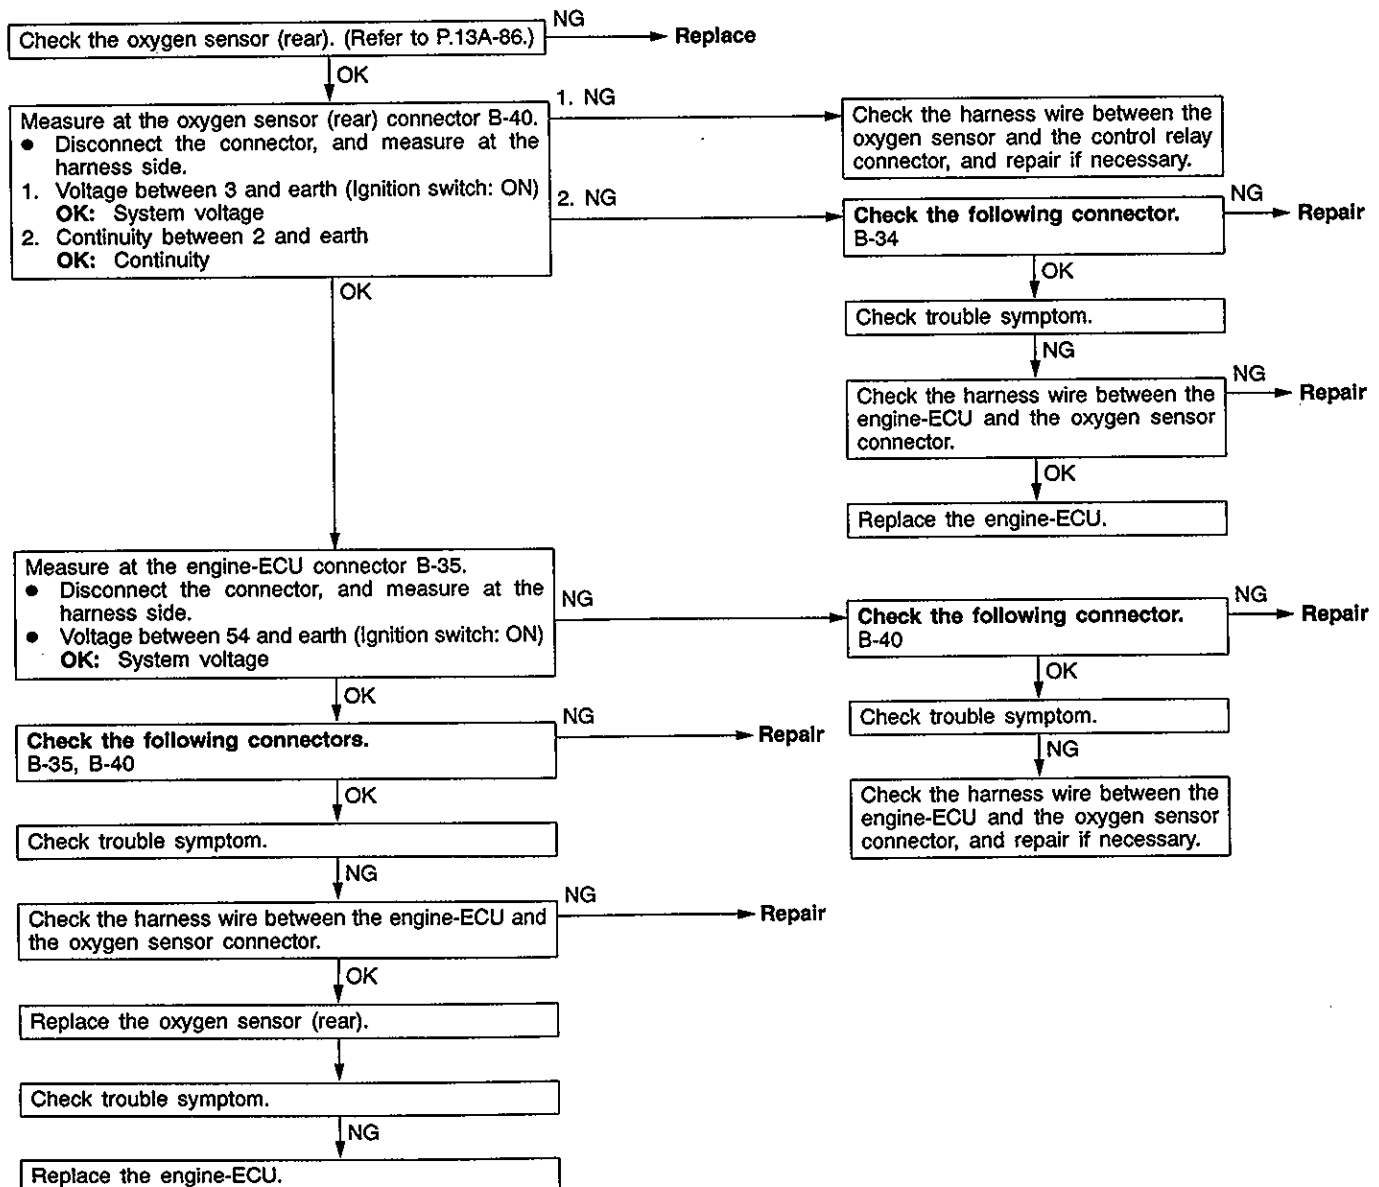 Check the oxygen sensor (rear). (Refer to P.13A-86.)
NG
Replace
OK
Measure at the oxygen sensor (rear) connector B-40.
● Disconnect the connector, and measure at the
harness side.
1. Voltage between 3 and earth (Ignition switch: ON)
OK: System voltage
2. Continuity between 2 and earth
OK: Continuity
1. NG
Check the harness wire between the
oxygen sensor and the control relay
connector, and repair if necessary.
2. NG
Check the following connector.
B-34
NG
Repair
OK
Check trouble symptom.
NG
Check the harness wire between the
engine-ECU and the oxygen sensor
connector.
NG
Repair
OK
Replace the engine-ECU.
OK
Measure at the engine-ECU connector B-35.
● Disconnect the connector, and measure at the
harness side.
● Voltage between 54 and earth (Ignition switch: ON)
OK: System voltage
NG
Check the following connector.
B-40
NG
Repair
OK
Check trouble symptom.
NG
Check the harness wire between the
engine-ECU and the oxygen sensor
connector, and repair if necessary.
OK
Check the following connectors.
B-35, B-40
NG
Repair
OK
Check trouble symptom.
NG
Check the harness wire between the engine-ECU and
the oxygen sensor connector.
NG
Repair
OK
Replace the oxygen sensor (rear).
Check trouble symptom.
NG
Replace the engine-ECU.